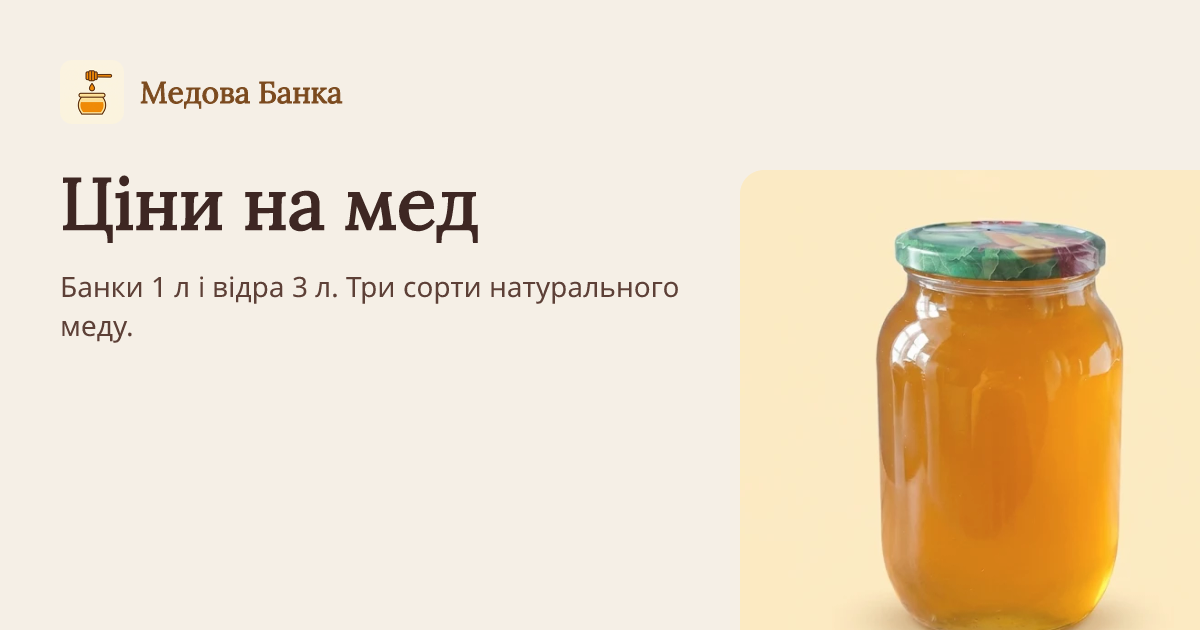 Медова Банка
Ціни на мед
Банки 1 л і відра 3 л. Три сорти натурального
меду.